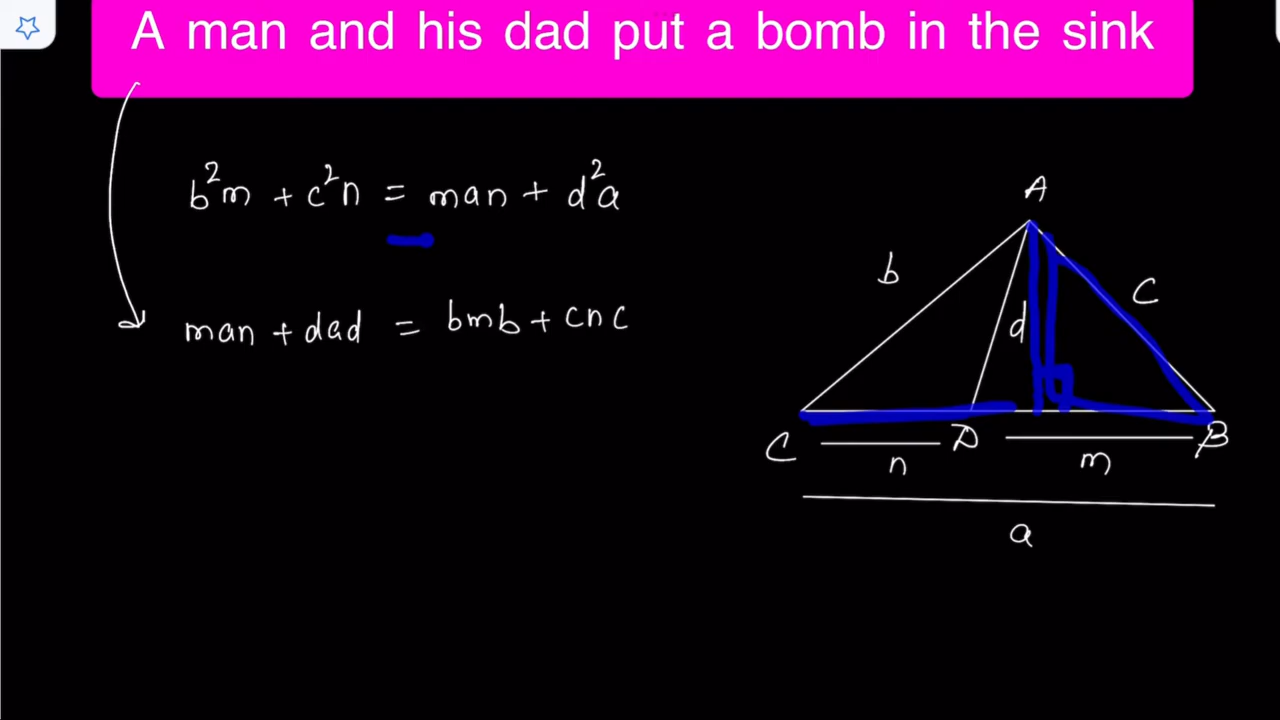 A man and his dad put a bomb in the sink
b²m + c²n = man + d²a
man + dad = bmb + cnc
A
b
C
d
C
n
D
m
B
a